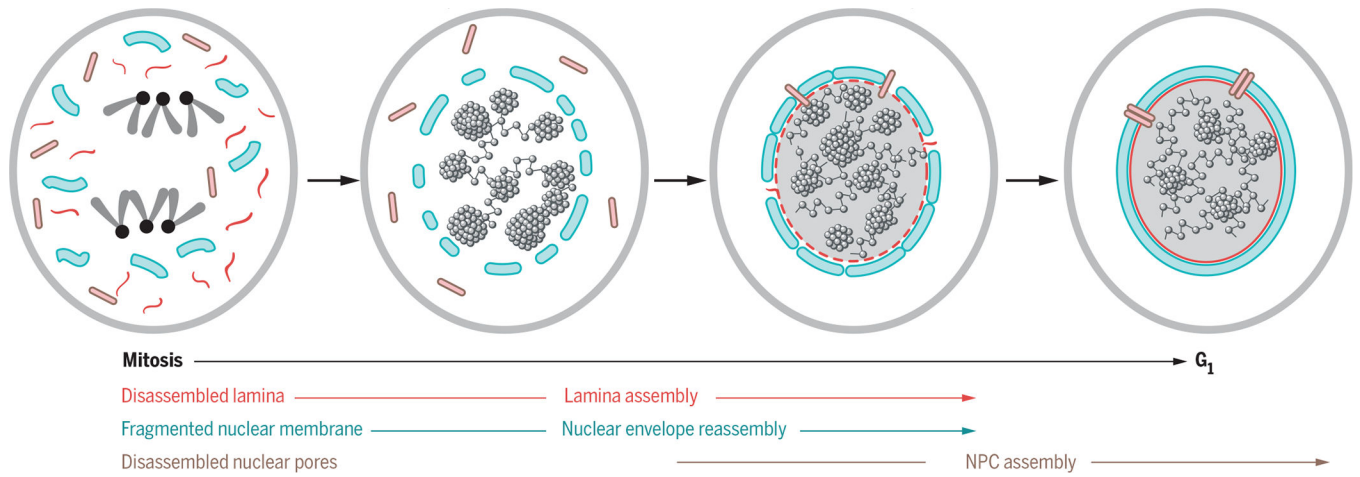 Mitosis G1
Disassembled lamina Lamina assembly
Fragmented nuclear membrane Nuclear envelope reassembly
Disassembled nuclear pores NPC assembly